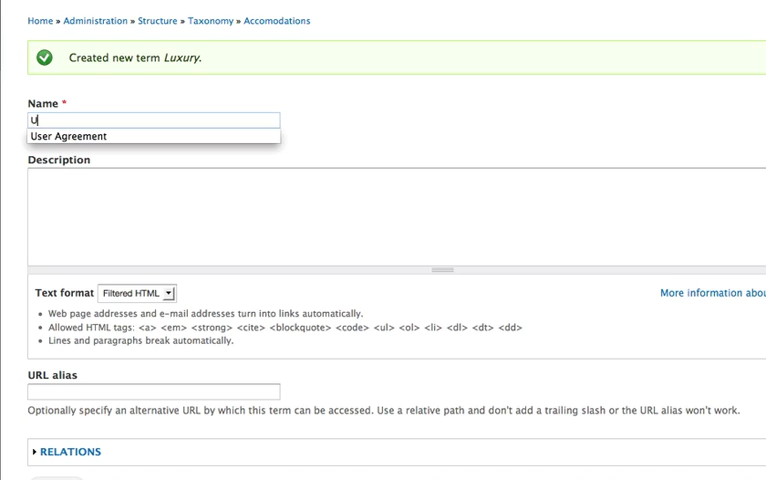 Home » Administration » Structure » Taxonomy » Accomodations
Created new term Luxury.
Name *
U
User Agreement
Description
Text format Filtered HTML
More information abou
• Web page addresses and e-mail addresses turn into links automatically.
• Allowed HTML tags: <a> <em> <strong> <cite> <blockquote> <code> <ul> <ol> <li> <dl> <dt> <dd>
• Lines and paragraphs break automatically.
URL alias
Optionally specify an alternative URL by which this term can be accessed. Use a relative path and don't add a trailing slash or the URL alias won't work.
RELATIONS